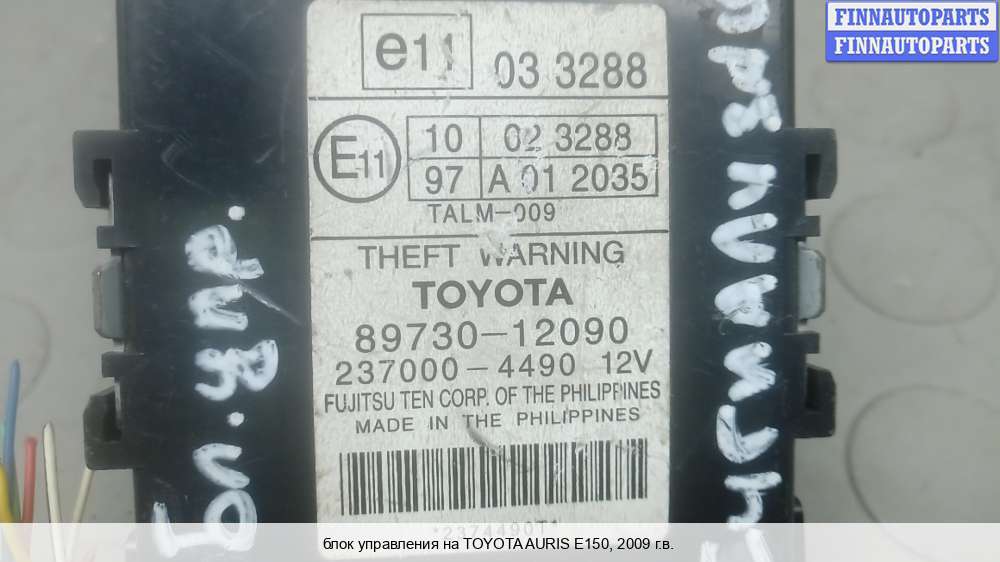 FINNAUTOPARTS
FINNAUTOPARTS
e11 03 3288
E11 10 02 3288
97 A 01 2035
TALM-009
THEFT WARNING
TOYOTA
89730-12090
237000-4490 12V
FUJITSU TEN CORP. OF THE PHILIPPINES
MADE IN THE PHILIPPINES
*2374490T*
блок управления на TOYOTA AURIS E150, 2009 г.в.